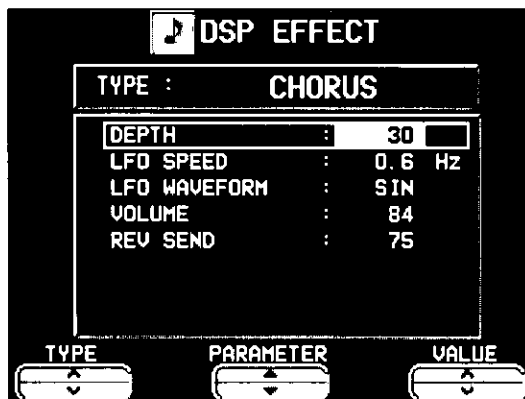 DSP EFFECT
TYPE : CHORUS
DEPTH : 30
LFO SPEED : 0.6 Hz
LFO WAVEFORM : SIN
VOLUME : 84
REV SEND : 75
TYPE PARAMETER VALUE